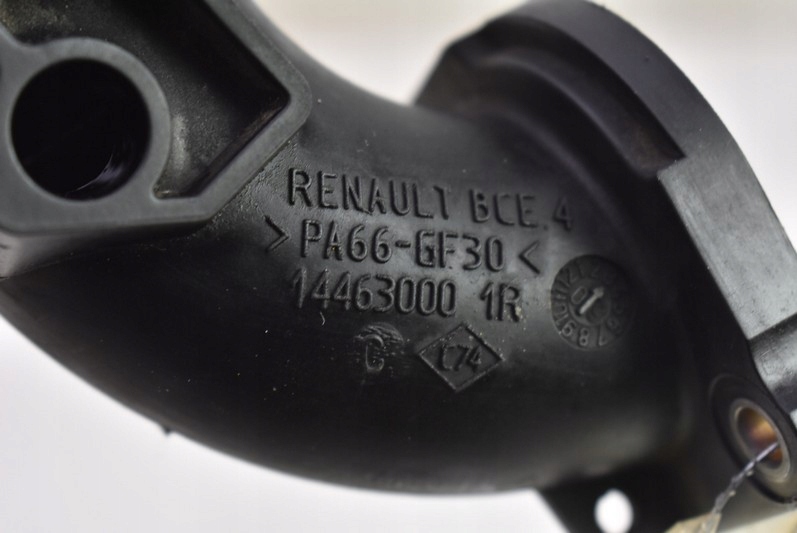 RENAULT BCE.4
>PA66-GF30<
14463000 1R
C
C74